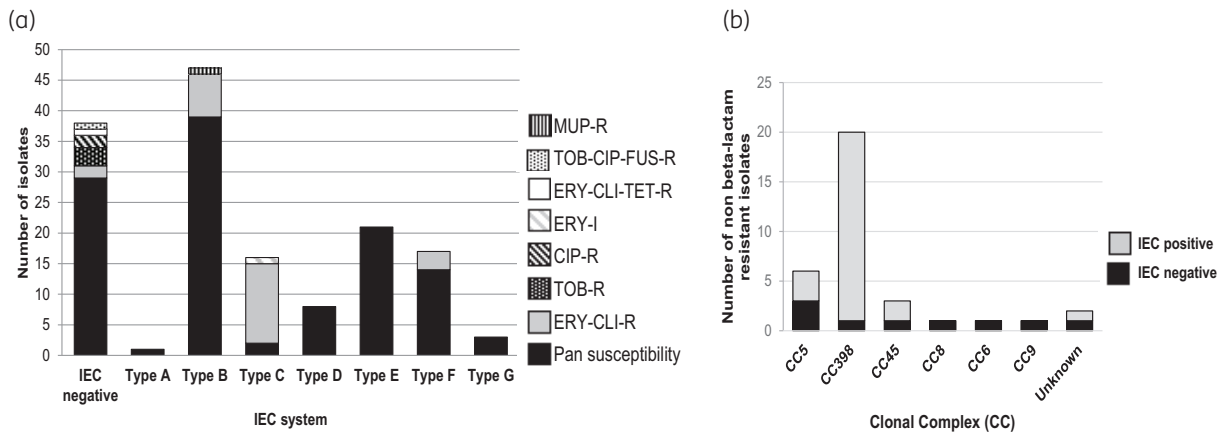 (a)
Number of isolates
50
45
40
35
30
25
20
15
10
5
0
IEC negative
Type A
Type B
Type C
Type D
Type E
Type F
Type G
IEC system
MUP-R
TOB-CIP-FUS-R
ERY-CLI-TET-R
ERY-I
CIP-R
TOB-R
ERY-CLI-R
Pan susceptibility
(b)
Number of non beta-lactam
resistant isolates
25
20
15
10
5
0
CC5
CC398
CC45
CC8
CC6
CC9
Unknown
Clonal Complex (CC)
IEC positive
IEC negative